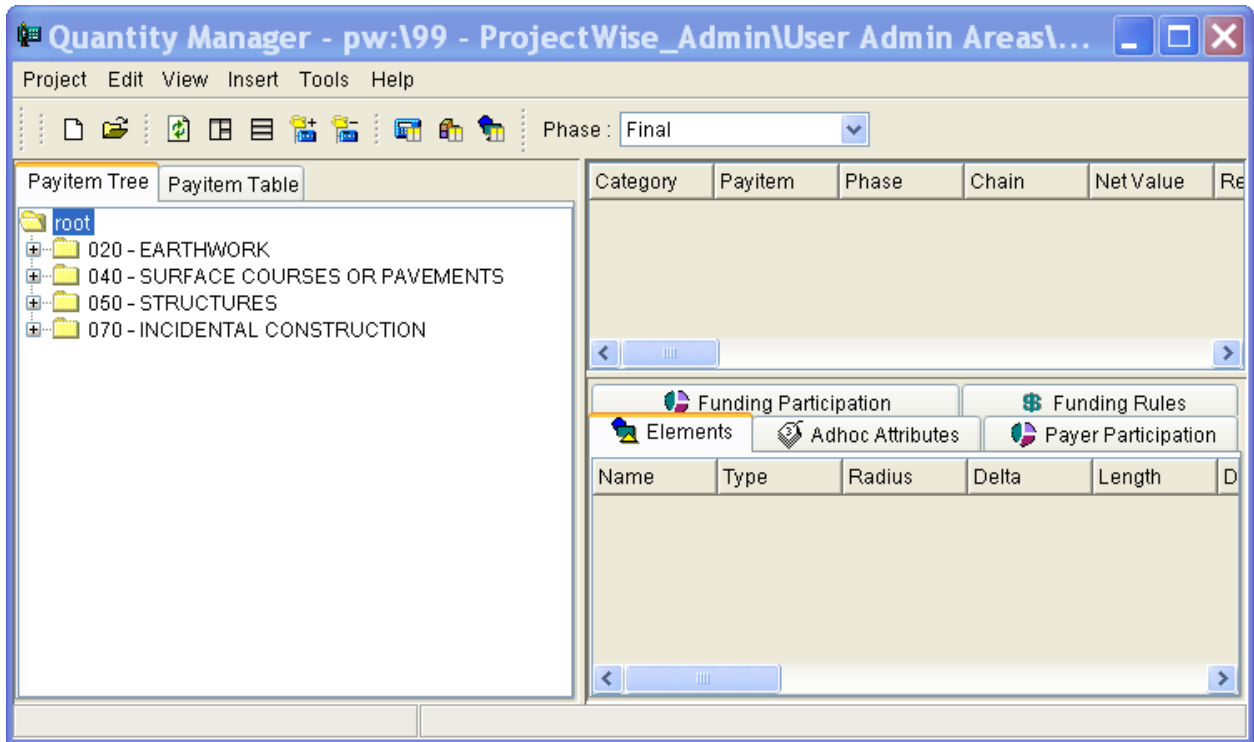 Quantity Manager - pw:\99 - ProjectWise_Admin\User Admin Areas\...
Project Edit View Insert Tools Help
Phase : Final
Payitem Tree Payitem Table
root
020 - EARTHWORK
040 - SURFACE COURSES OR PAVEMENTS
050 - STRUCTURES
070 - INCIDENTAL CONSTRUCTION
Category Payitem Phase Chain Net Value Re
Funding Participation Funding Rules
Elements Adhoc Attributes Payer Participation
Name Type Radius Delta Length D